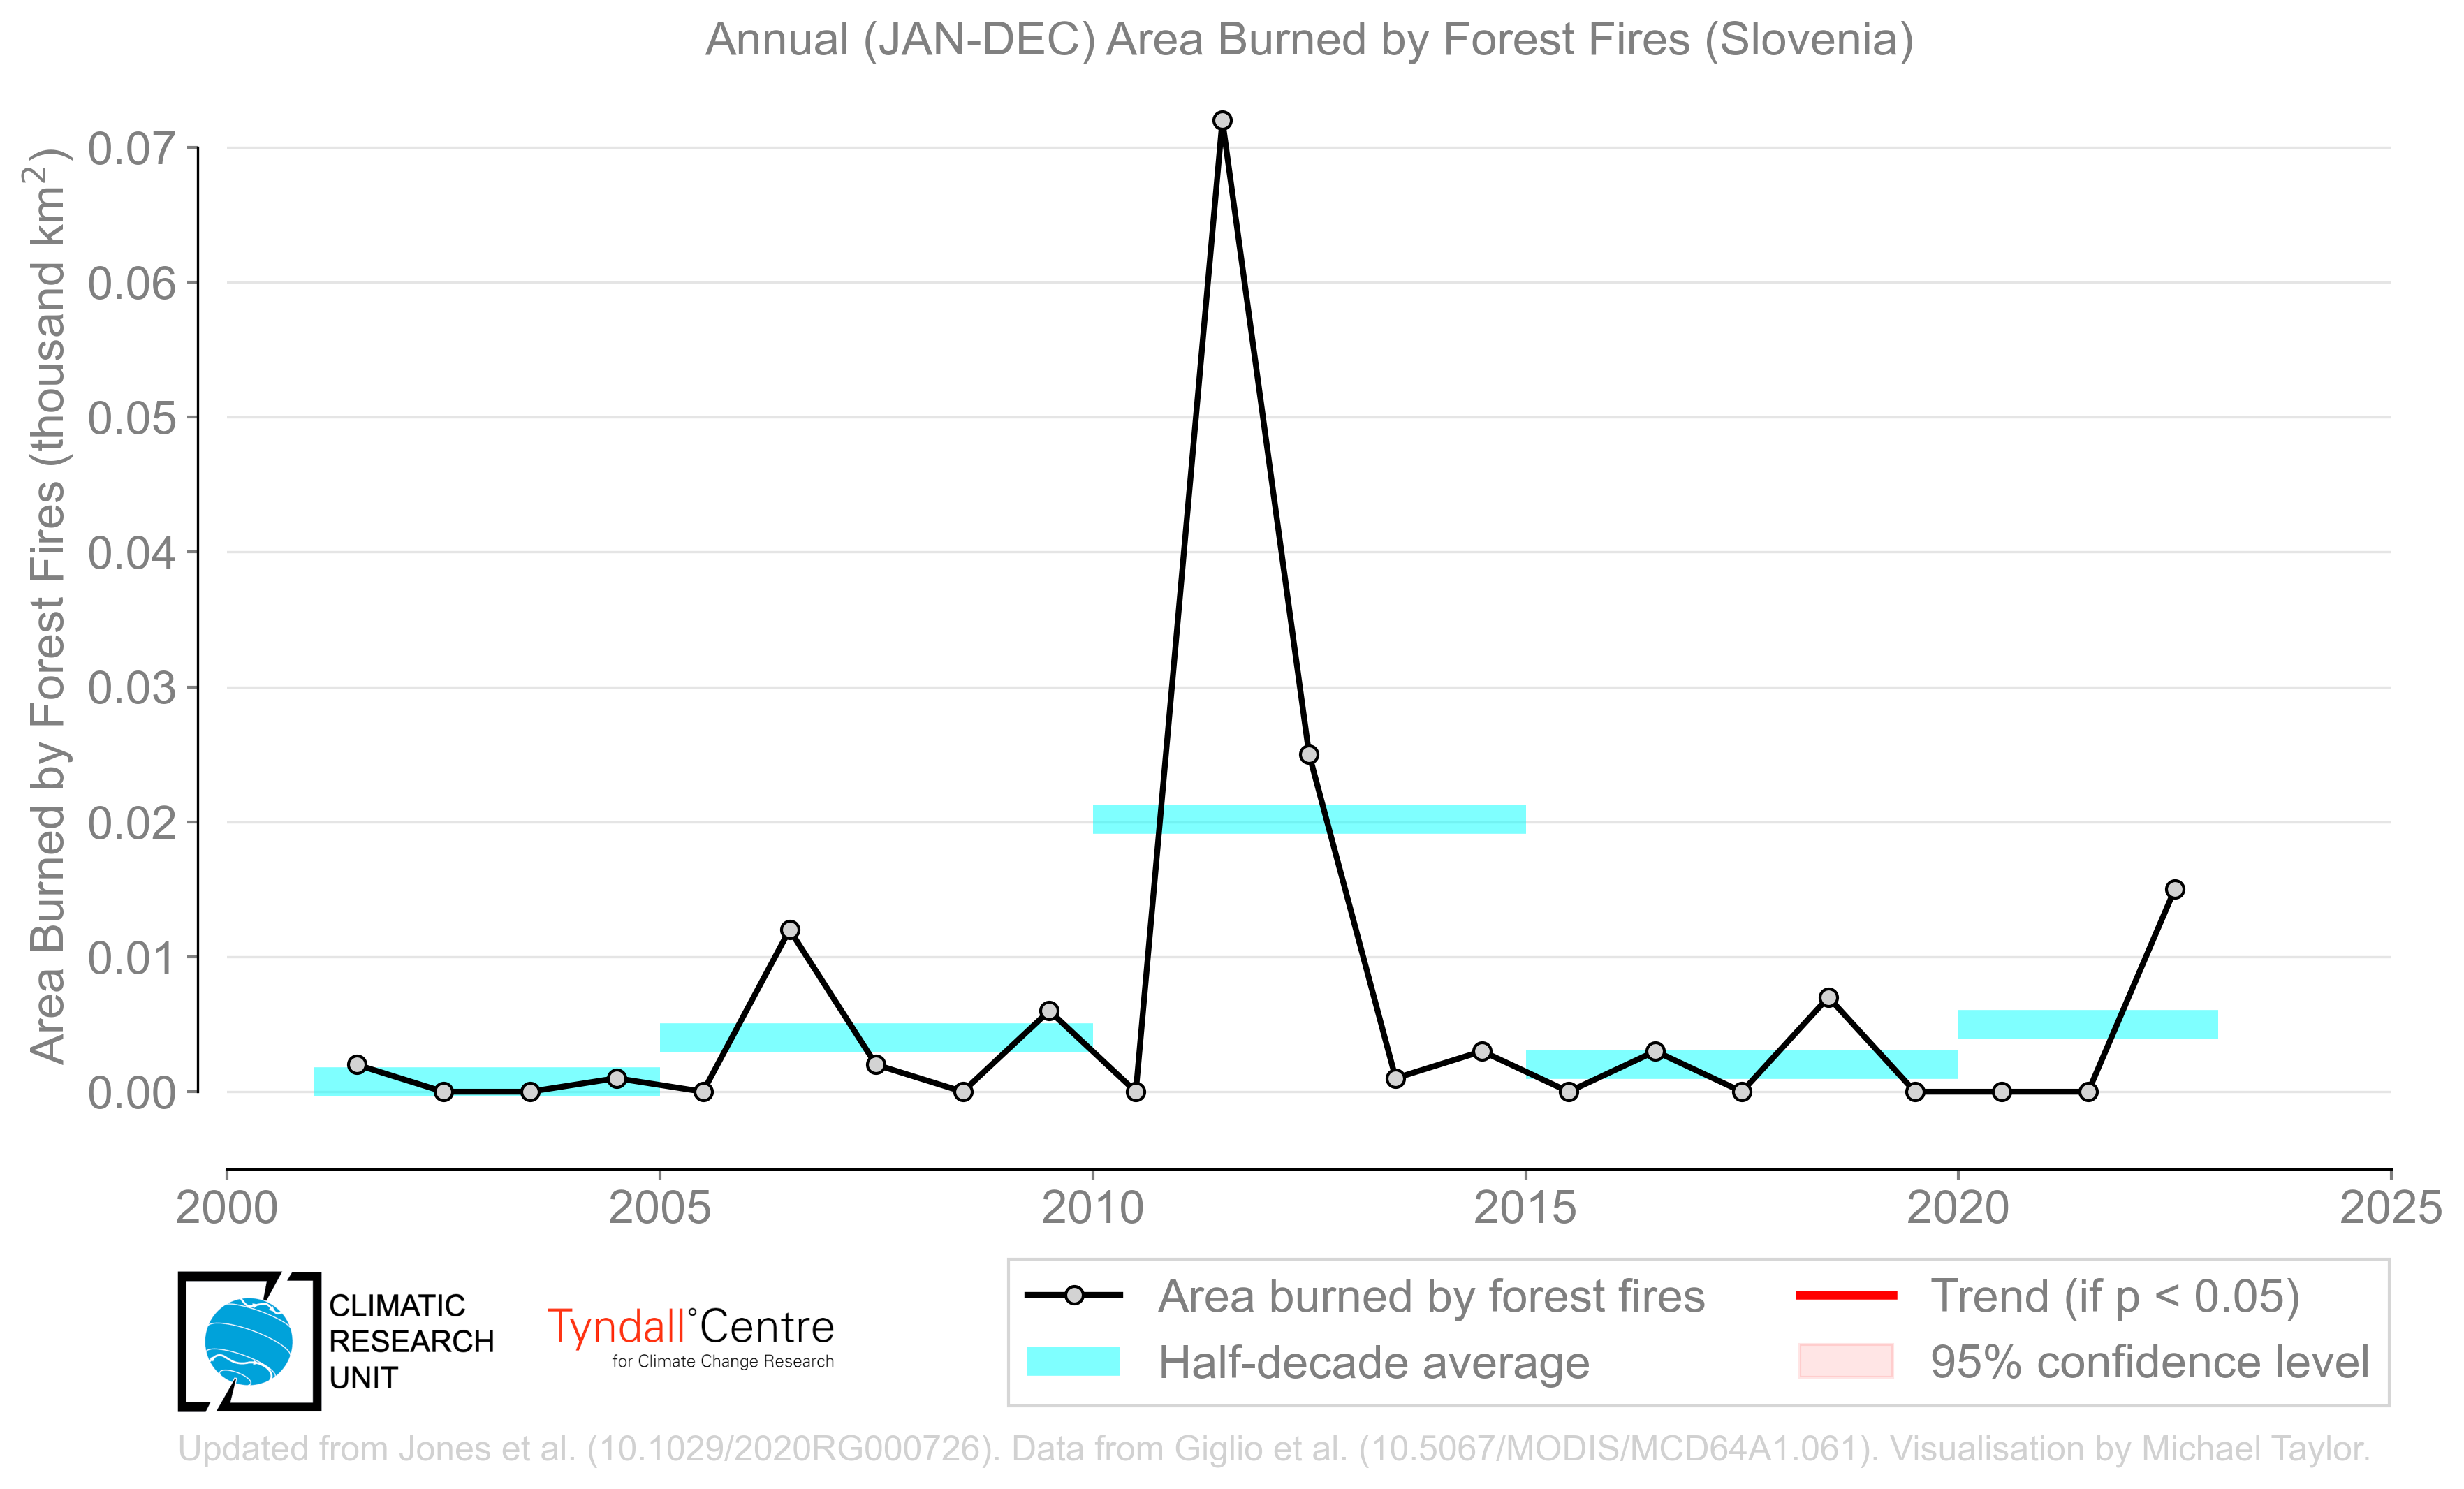 Annual (JAN-DEC) Area Burned by Forest Fires (Slovenia)
Area Burned by Forest Fires (thousand km²)
0.07
0.06
0.05
0.04
0.03
0.02
0.01
0.00
2000 2005 2010 2015 2020 2025
CLIMATIC
RESEARCH
UNIT
Tyndall°Centre
for Climate Change Research
Area burned by forest fires
Half-decade average
Trend (if p < 0.05)
95% confidence level
Updated from Jones et al. (10.1029/2020RG000726). Data from Giglio et al. (10.5067/MODIS/MCD64A1.061). Visualisation by Michael Taylor.